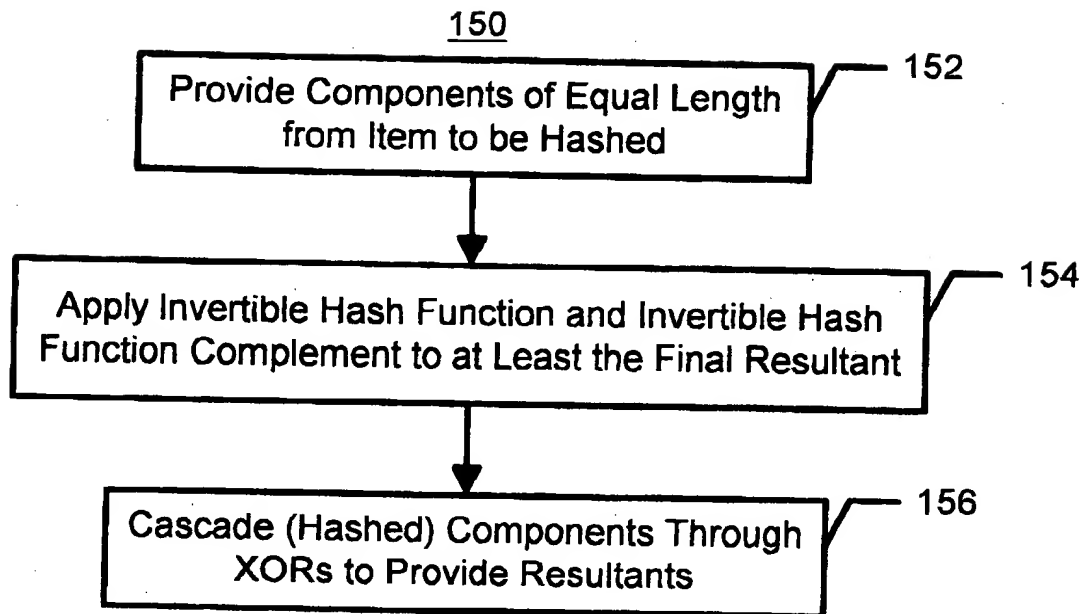 150
152
Provide Components of Equal Length
from Item to be Hashed
154
Apply Invertible Hash Function and Invertible Hash
Function Complement to at Least the Final Resultant
156
Cascade (Hashed) Components Through
XORs to Provide Resultants